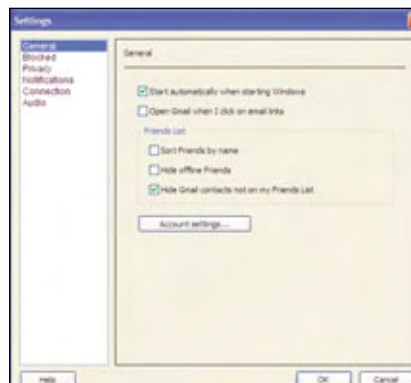 Settings
General
Blocked
Privacy
Notifications
Connection
Audio
General
Start automatically when starting Windows
Open Gmail when I click on email links
Friends List
Sort Friends by name
Hide offline Friends
Hide Gmail contacts not on my Friends List
Account settings...
Help
OK
Cancel